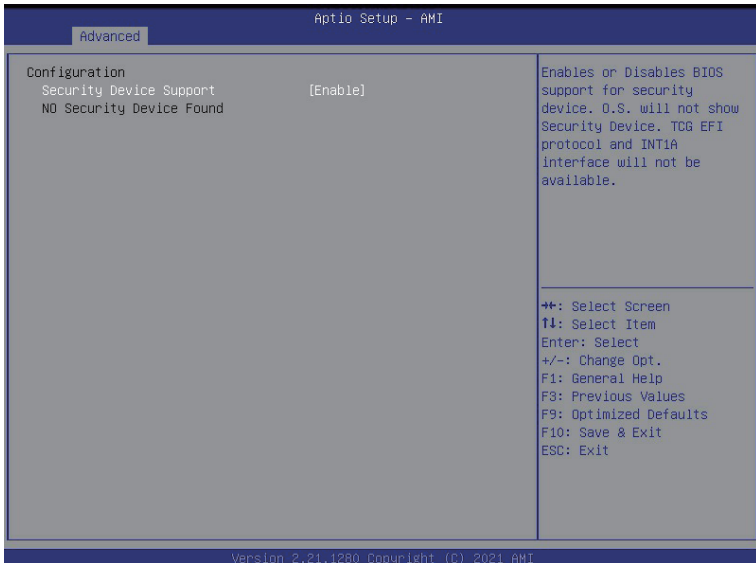 Aptio Setup – AMI
Advanced
Configuration
Security Device Support [Enable]
NO Security Device Found
Enables or Disables BIOS
support for security
device. O.S. will not show
Security Device. TCG EFI
protocol and INT1A
interface will not be
available.
→←: Select Screen
↑↓: Select Item
Enter: Select
+/-: Change Opt.
F1: General Help
F3: Previous Values
F9: Optimized Defaults
F10: Save & Exit
ESC: Exit
Version 2.21.1280 Copyright (C) 2021 AMI